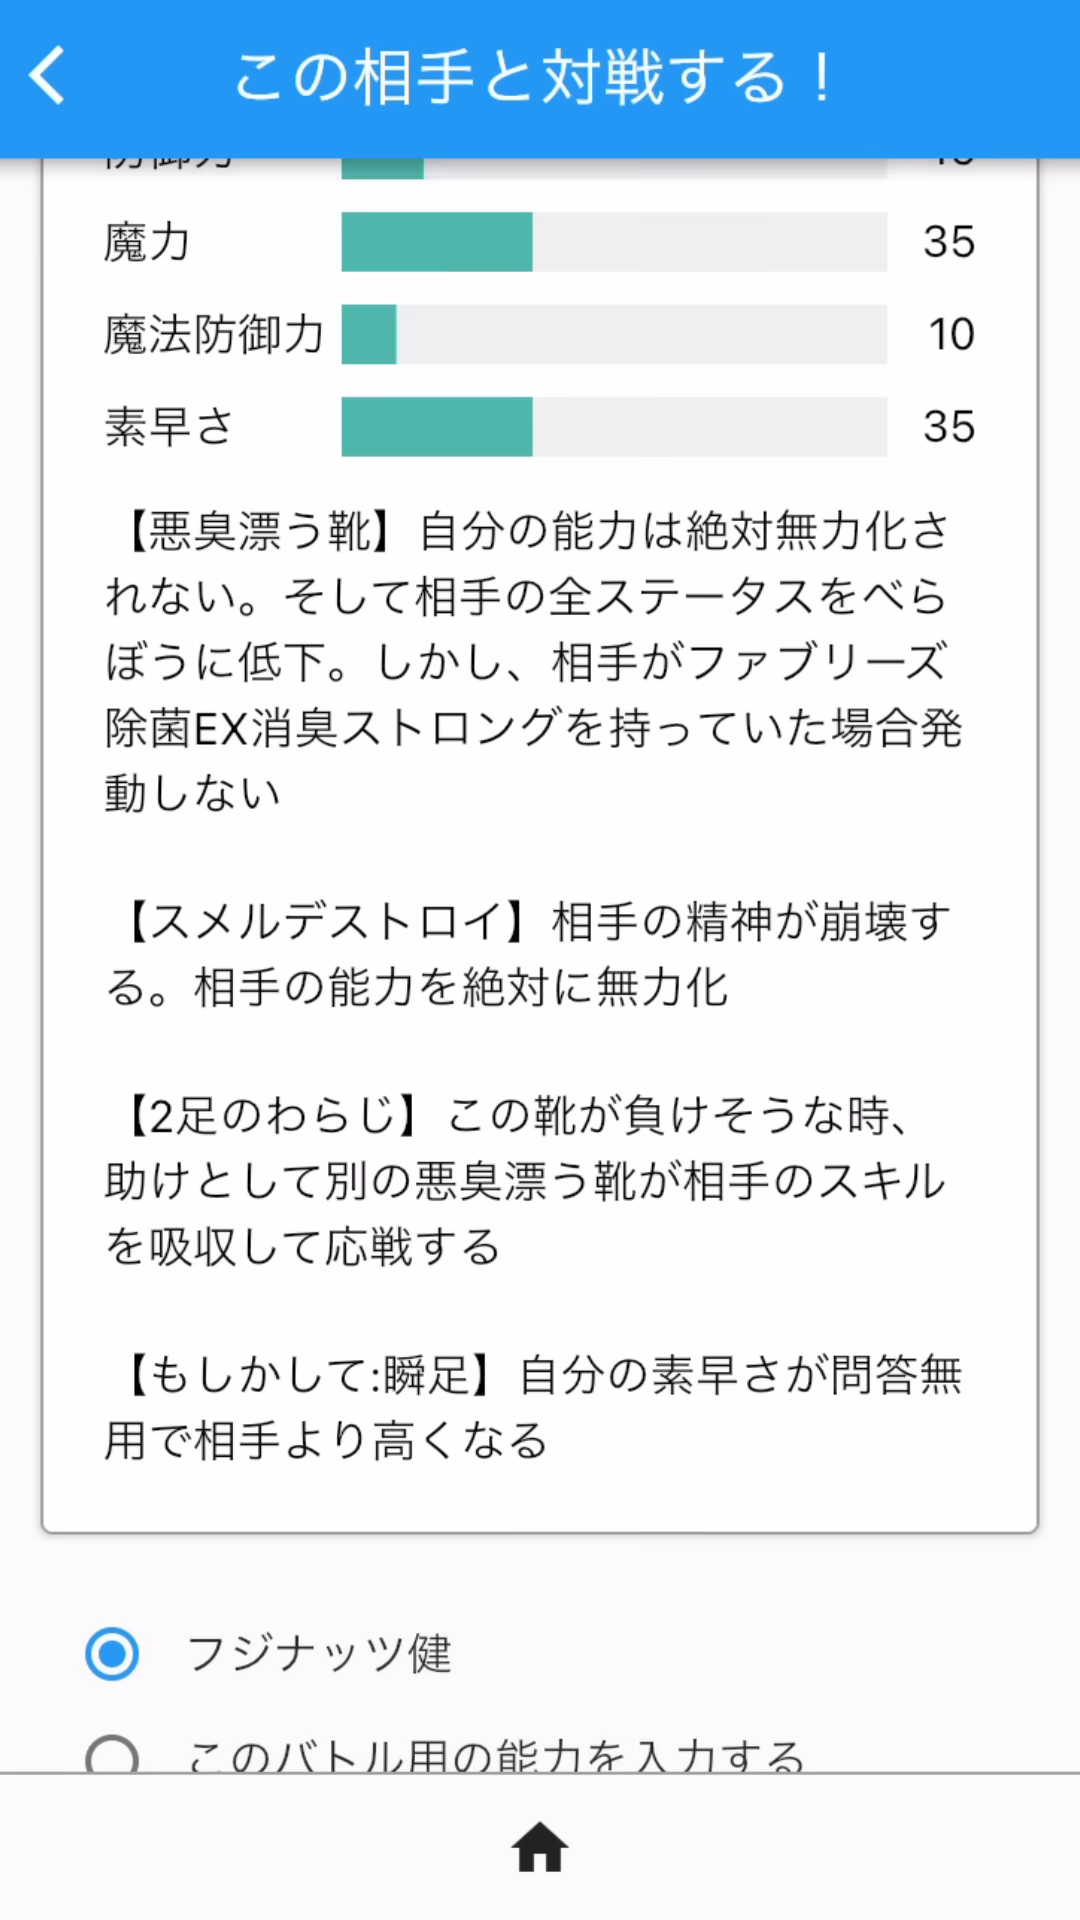 この相手と対戦する！
防御力 15
魔力 35
魔法防御力 10
素早さ 35
【悪臭漂う靴】自分の能力は絶対無力化さ
れない。そして相手の全ステータスをべら
ぼうに低下。しかし、相手がファブリーズ
除菌EX消臭ストロングを持っていた場合発
動しない
【スメルデストロイ】相手の精神が崩壊す
る。相手の能力を絶対に無力化
【2足のわらじ】この靴が負けそうな時、
助けとして別の悪臭漂う靴が相手のスキル
を吸収して応戦する
【もしかして:瞬足】自分の素早さが問答無
用で相手より高くなる
フジナッツ健
このバトル用の能力を入力する